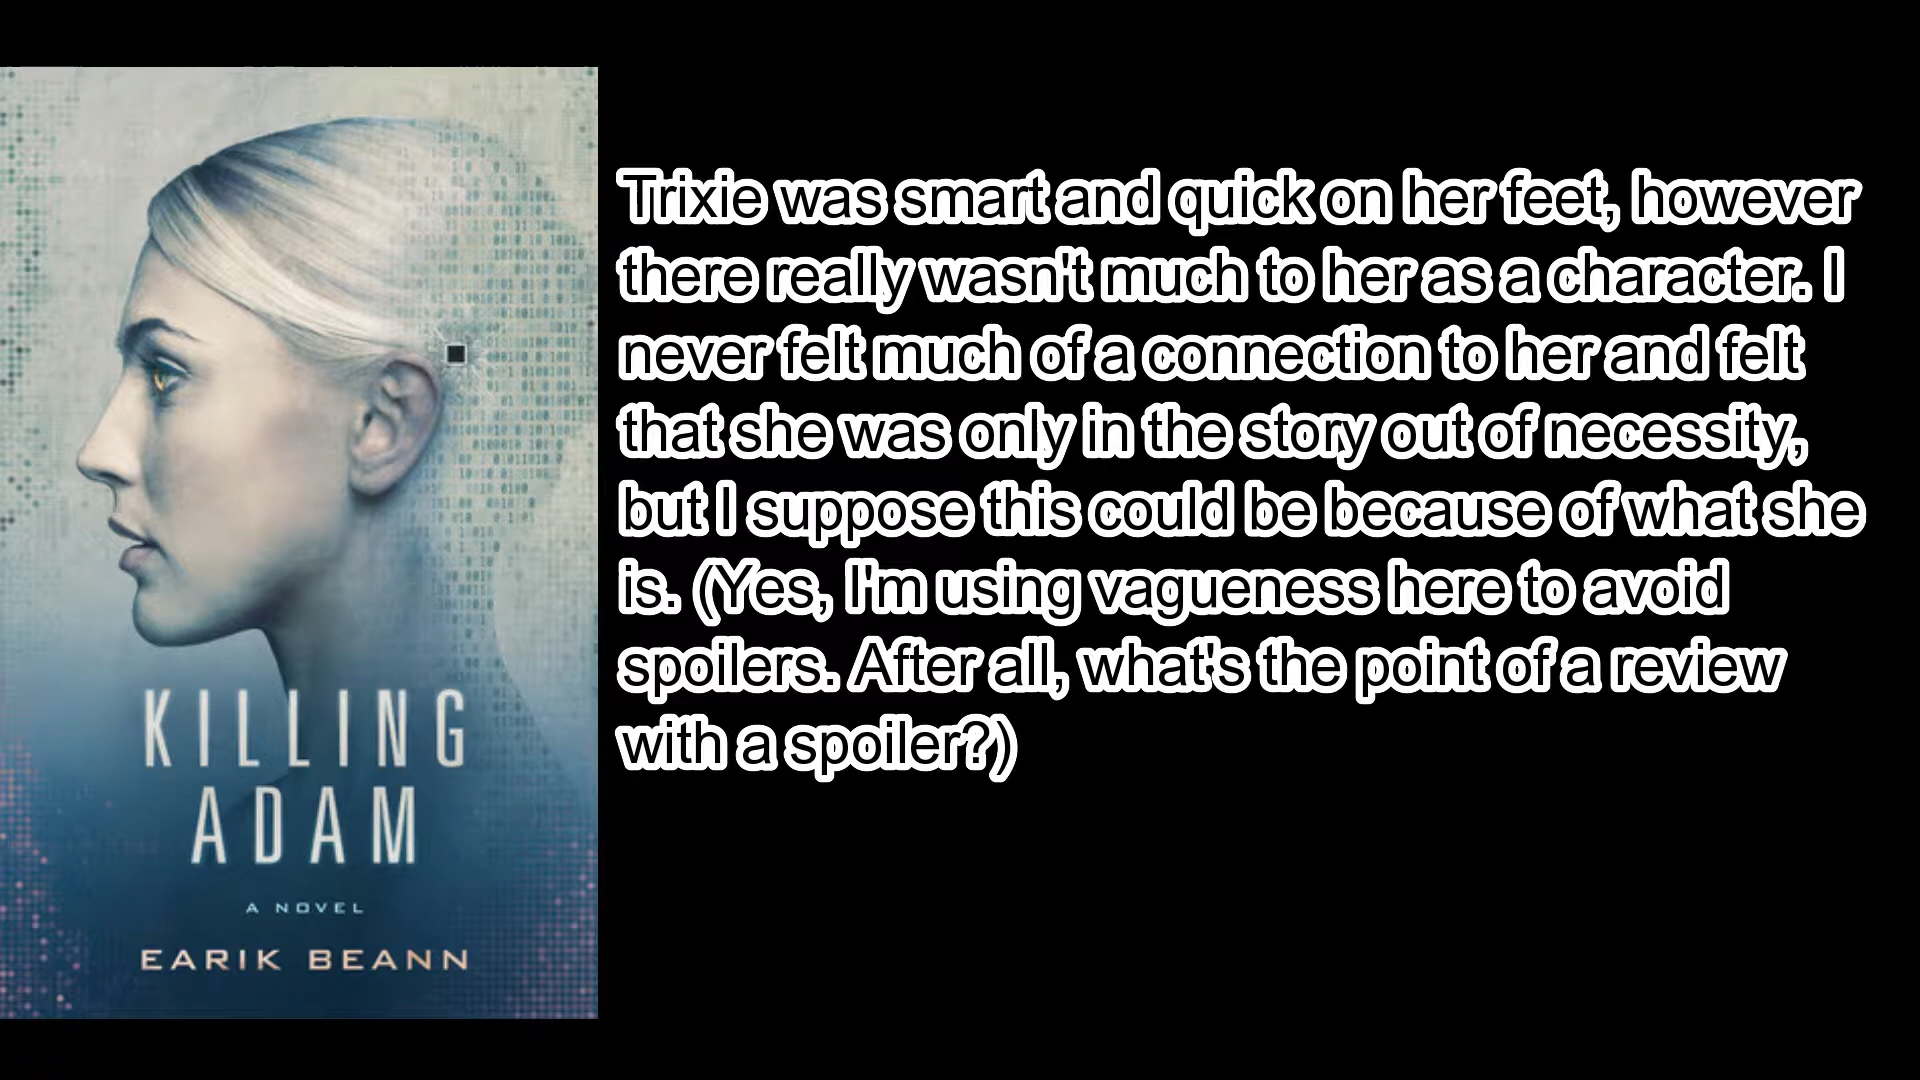 Trixie was smart and quick on her feet, however
there really wasn't much to her as a character. I
never felt much of a connection to her and felt
that she was only in the story out of necessity,
but I suppose this could be because of what she
is. (Yes, I'm using vagueness here to avoid
spoilers. After all, what's the point of a review
with a spoiler?)
KILLING
ADAM
A NOVEL
EARIK BEANN